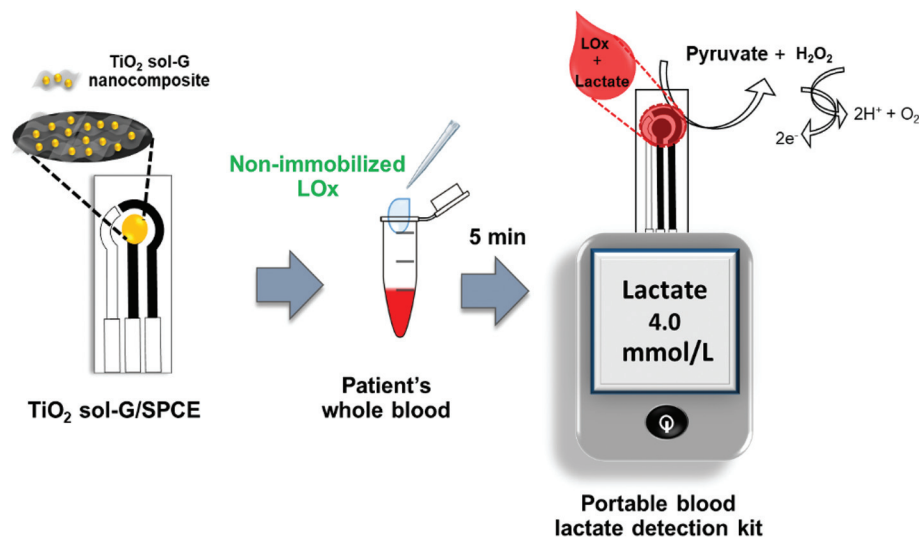 TiO₂ sol-G
nanocomposite
TiO₂ sol-G/SPCE
Non-immobilized
LOx
Patient's
whole blood
5 min
LOx
+
Lactate
Pyruvate + H₂O₂
2H⁺ + O₂
2e⁻
Lactate
4.0
mmol/L
Portable blood
lactate detection kit